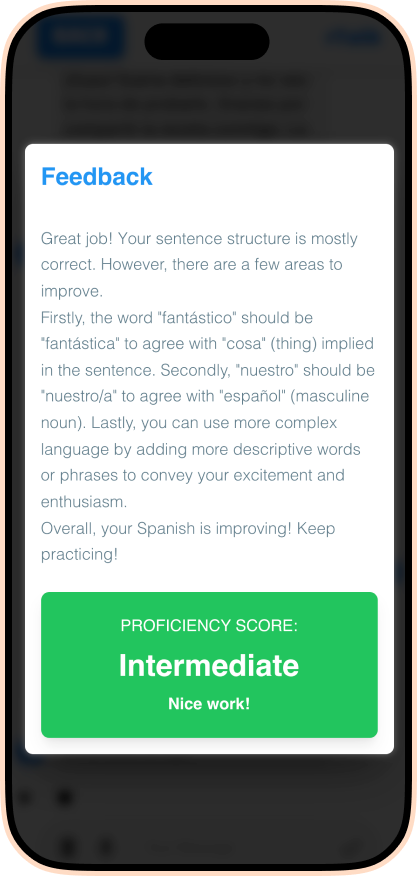 Feedback
Great job! Your sentence structure is mostly
correct. However, there are a few areas to
improve.
Firstly, the word "fantástico" should be
"fantástica" to agree with "cosa" (thing) implied
in the sentence. Secondly, "nuestro" should be
"nuestro/a" to agree with "español" (masculine
noun). Lastly, you can use more complex
language by adding more descriptive words
or phrases to convey your excitement and
enthusiasm.
Overall, your Spanish is improving! Keep
practicing!
PROFICIENCY SCORE:
Intermediate
Nice work!